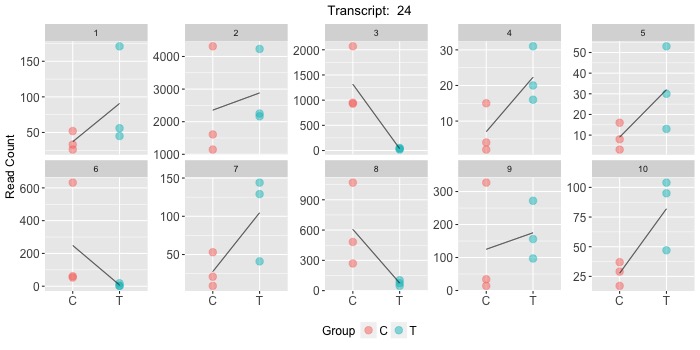 Transcript: 24
1 2 3 4 5
150 100 50
4000 3000 2000 1000
2000 1500 1000 500 0
30 20 10
50 40 30 20 10
Read Count
6 7 8 9 10
600 400 200 0
150 100 50
900 600 300 0
300 200 100 0
100 75 50 25
C T C T C T C T C T
Group C T